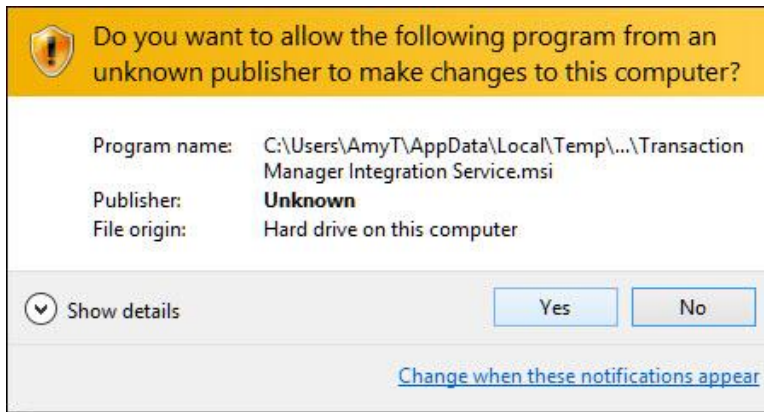 Do you want to allow the following program from an
unknown publisher to make changes to this computer?
Program name: C:\Users\AmyT\AppData\Local\Temp\...\Transaction
Manager Integration Service.msi
Publisher: Unknown
File origin: Hard drive on this computer
Show details Yes No
Change when these notifications appear